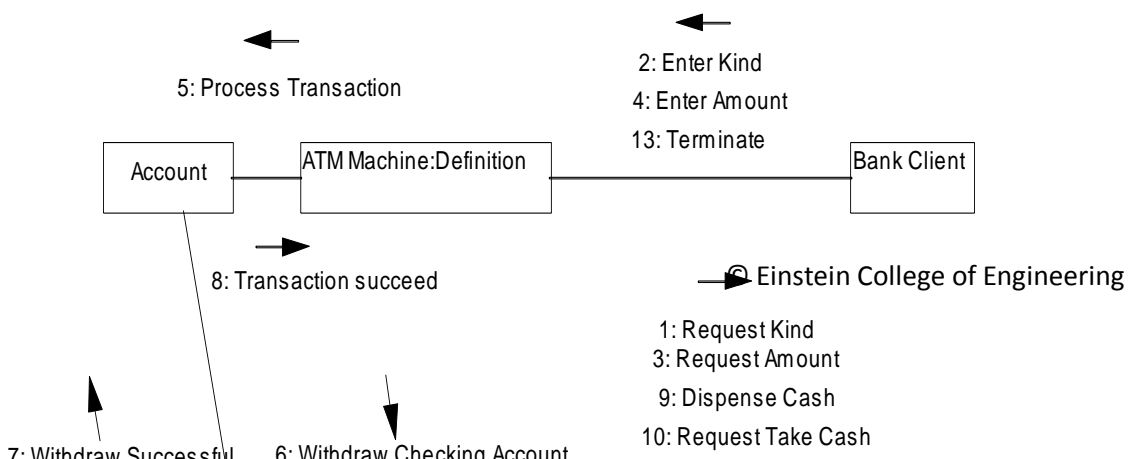 2: Enter Kind
5: Process Transaction
4: Enter Amount
13: Terminate
Account
ATM Machine:Definition
Bank Client
8: Transaction succeed
© Einstein College of Engineering
1: Request Kind
3: Request Amount
9: Dispense Cash
10: Request Take Cash
7: Withdraw Successful
6: Withdraw Checking Account